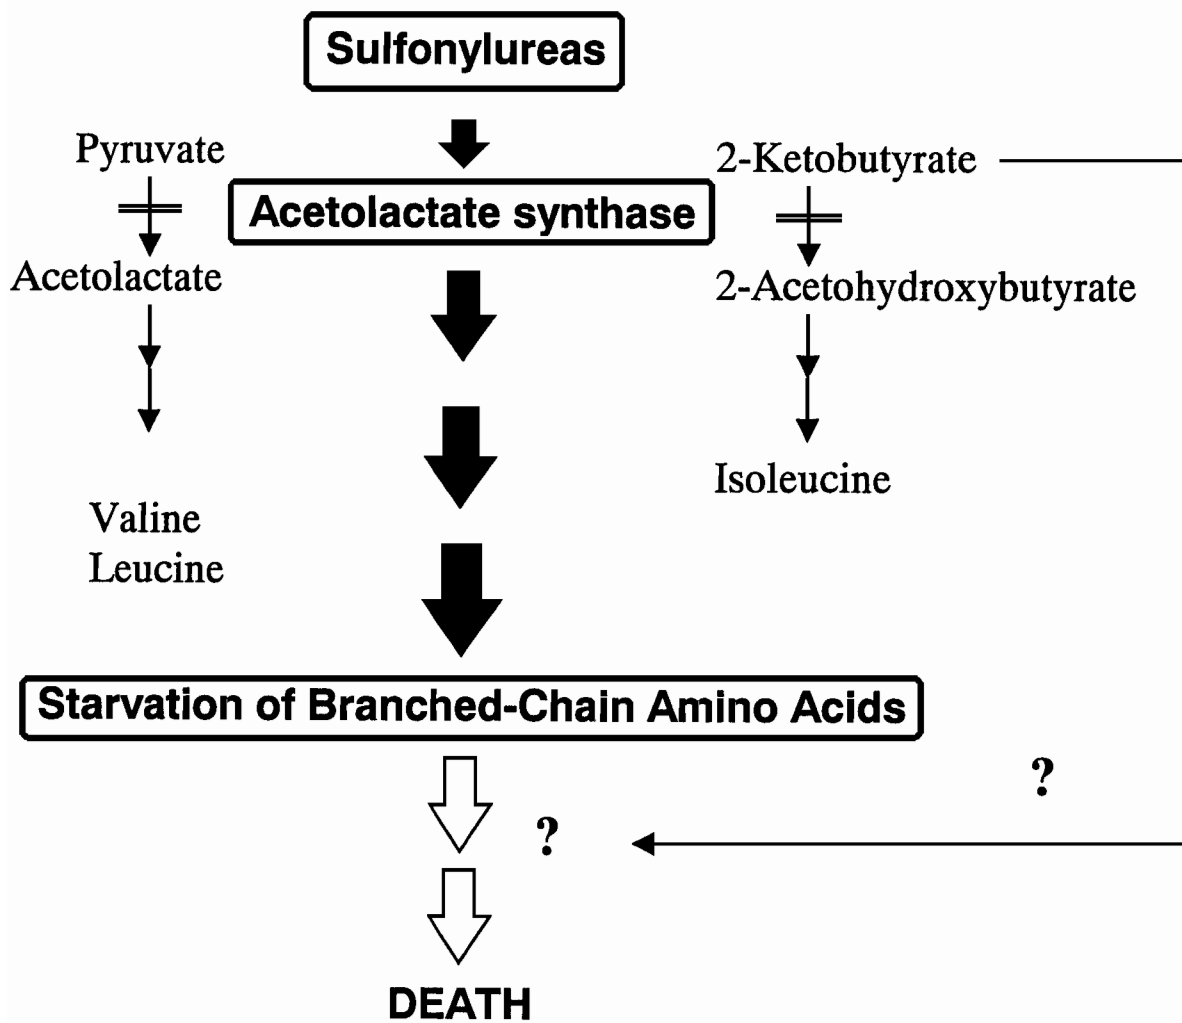 Sulfonylureas
Pyruvate
2-Ketobutyrate
Acetolactate synthase
Acetolactate
2-Acetohydroxybutyrate
Isoleucine
Valine
Leucine
Starvation of Branched-Chain Amino Acids
?
?
DEATH